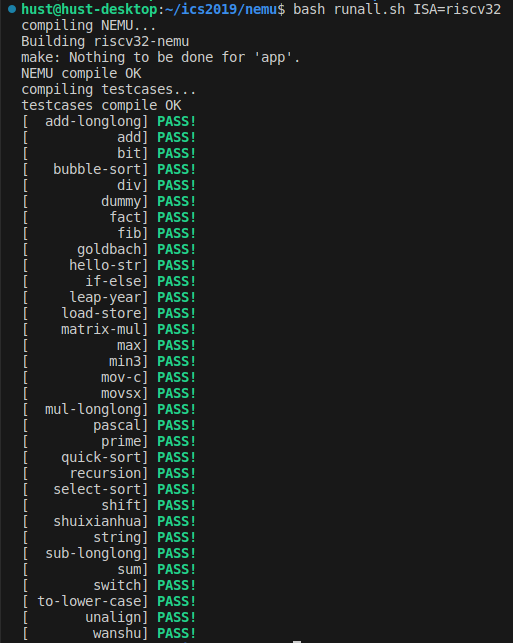 hust@hust-desktop:~/ics2019/nemu$ bash runall.sh ISA=riscv32
compiling NEMU...
Building riscv32-nemu
make: Nothing to be done for 'app'.
NEMU compile OK
compiling testcases...
testcases compile OK
[  add-longlong] PASS!
[           add] PASS!
[           bit] PASS!
[   bubble-sort] PASS!
[           div] PASS!
[         dummy] PASS!
[          fact] PASS!
[           fib] PASS!
[      goldbach] PASS!
[     hello-str] PASS!
[       if-else] PASS!
[     leap-year] PASS!
[    load-store] PASS!
[    matrix-mul] PASS!
[           max] PASS!
[          min3] PASS!
[         mov-c] PASS!
[         movsx] PASS!
[  mul-longlong] PASS!
[        pascal] PASS!
[         prime] PASS!
[    quick-sort] PASS!
[     recursion] PASS!
[   select-sort] PASS!
[         shift] PASS!
[   shuixianhua] PASS!
[        string] PASS!
[  sub-longlong] PASS!
[           sum] PASS!
[        switch] PASS!
[ to-lower-case] PASS!
[       unalign] PASS!
[        wanshu] PASS!